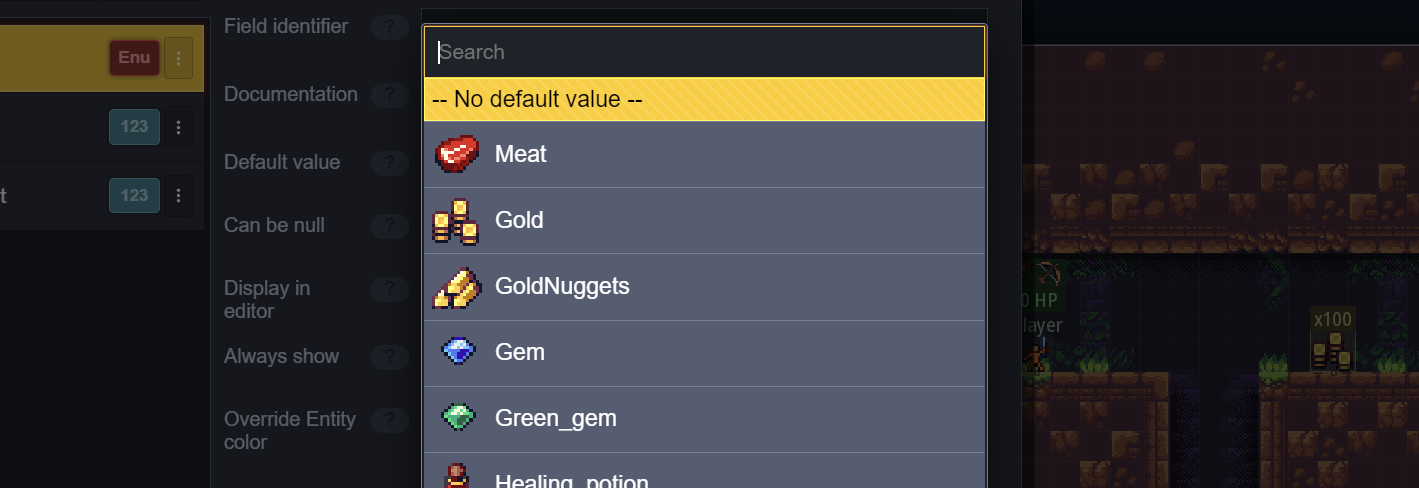 Field identifier ?
Search
Enu
-- No default value --
Documentation ?
123
Meat
Default value ?
t 123
Gold
Can be null ?
GoldNuggets
Display in
editor ?
0 HP
layer
x100
Always show ?
Gem
Override Entity
color ?
Green_gem
Healing_potion